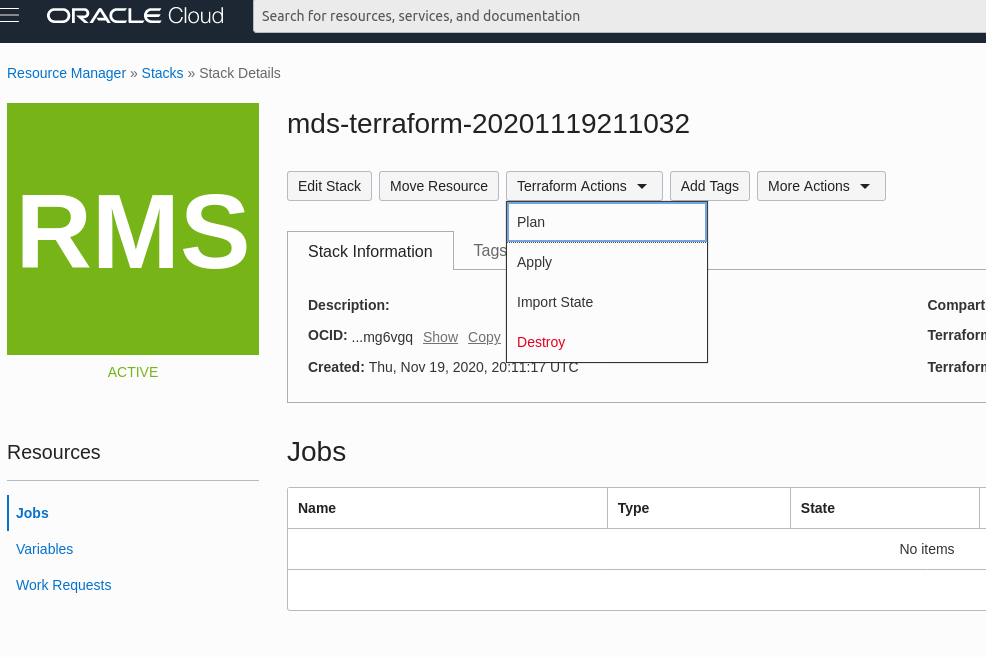 ORACLE Cloud
Search for resources, services, and documentation
Resource Manager » Stacks » Stack Details
RMS
ACTIVE
mds-terraform-20201119211032
Edit Stack Move Resource Terraform Actions Add Tags More Actions
Plan
Apply
Import State
Destroy
Stack Information Tags
Description: Compart
OCID: ...mg6vgq Show Copy Terraform
Created: Thu, Nov 19, 2020, 20:11:17 UTC Terraform
Resources
Jobs
Variables
Work Requests
Jobs
Name Type State
No items